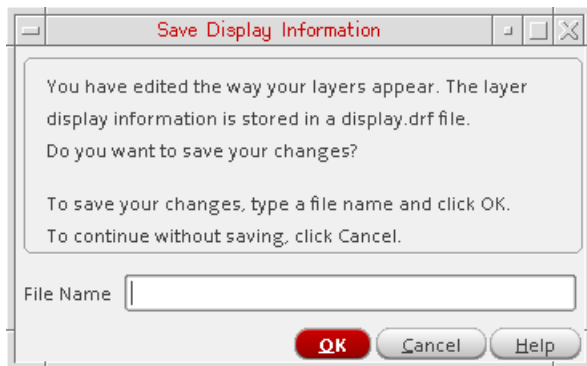 Save Display Information
You have edited the way your layers appear. The layer
display information is stored in a display.drf file.
Do you want to save your changes?
To save your changes, type a file name and click OK.
To continue without saving, click Cancel.
File Name
OK Cancel Help